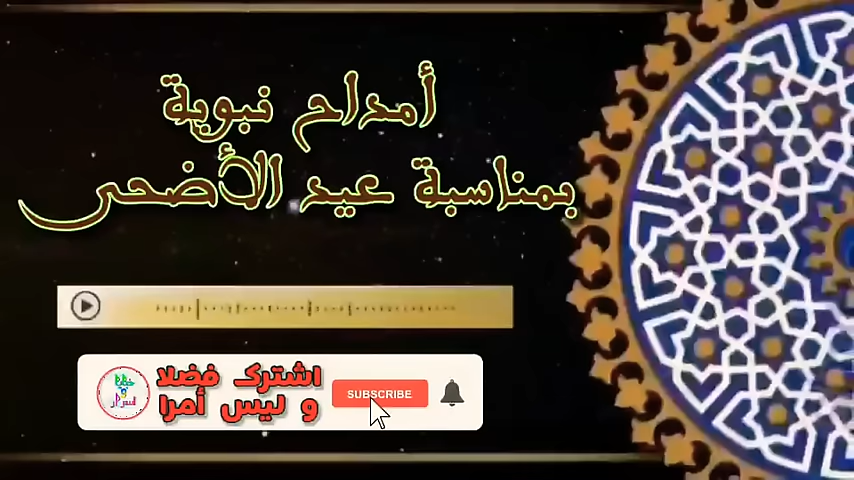 أمداح نبوية
بمناسبة عيد الأضحى
اشترك فضلا
و ليس أمرا
SUBSCRIBE